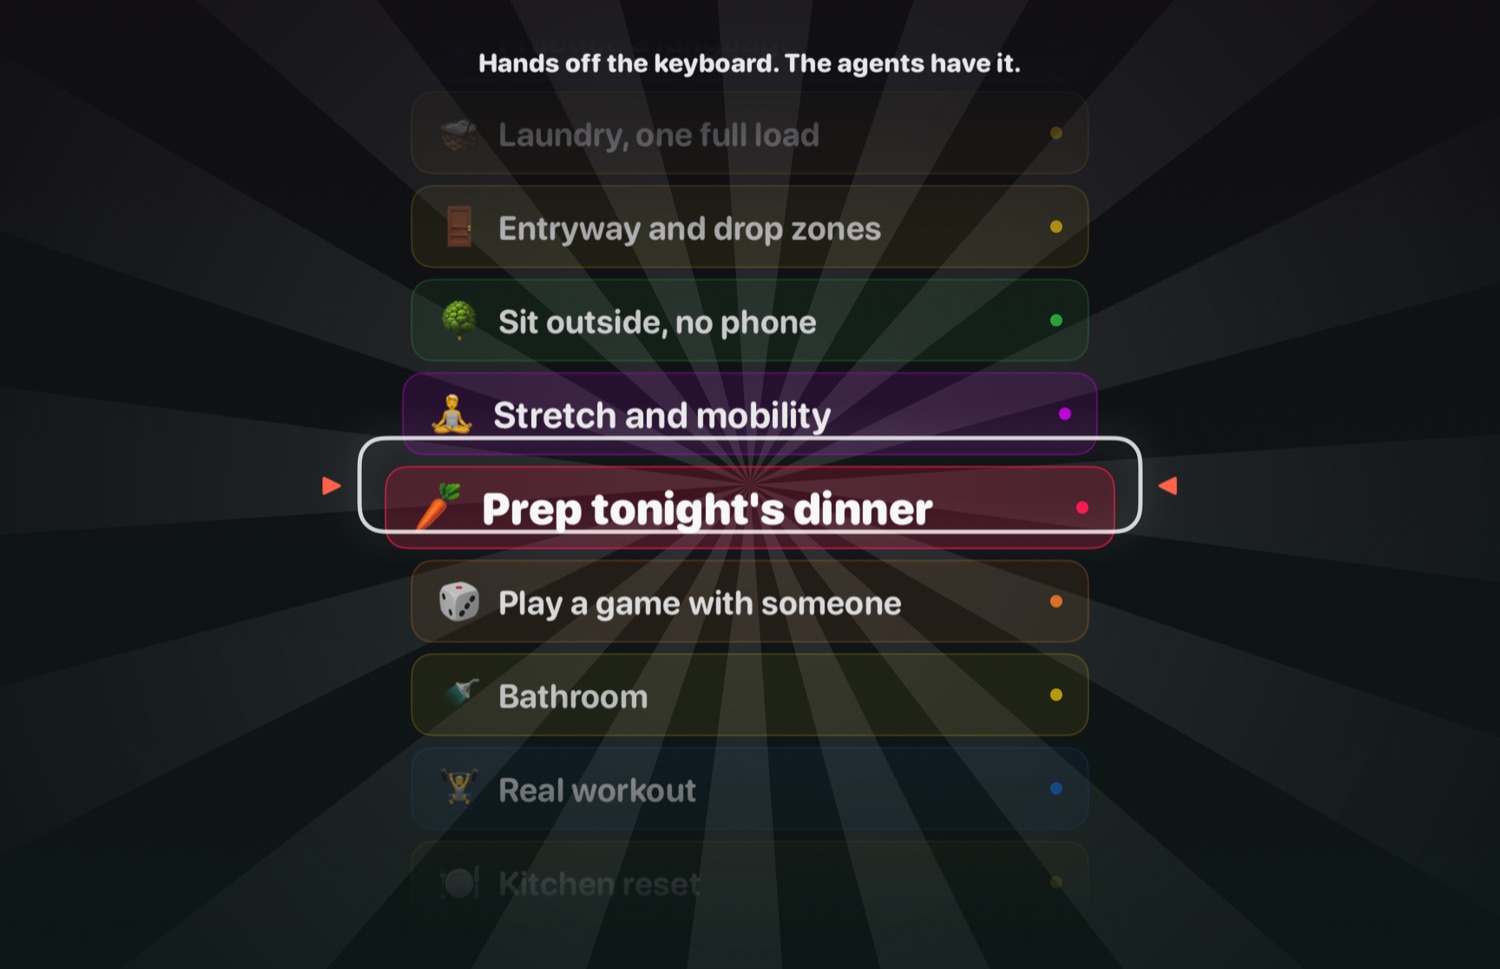 Hands off the keyboard. The agents have it.
Laundry, one full load
Entryway and drop zones
Sit outside, no phone
Stretch and mobility
Prep tonight's dinner
Play a game with someone
Bathroom
Real workout
Kitchen reset